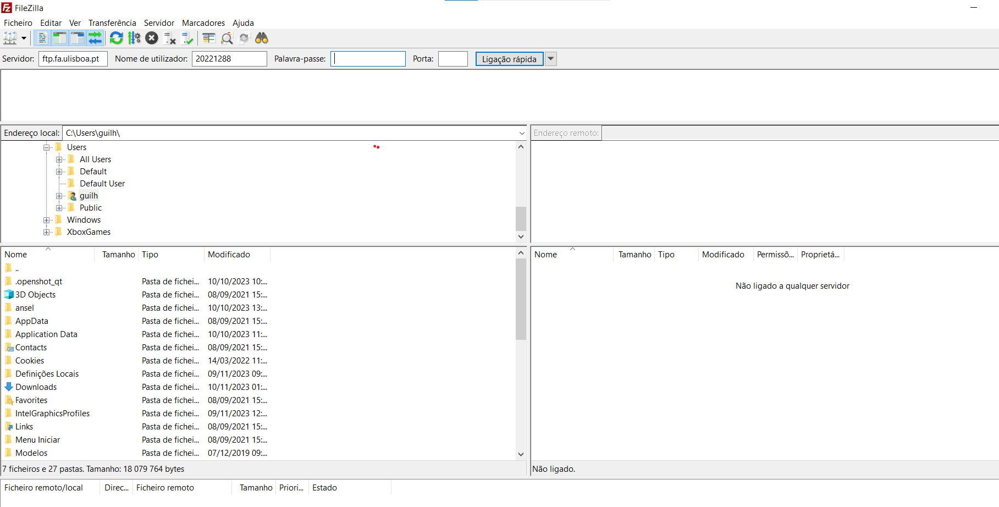 FileZilla
Ficheiro Editar Ver Transferência Servidor Marcadores Ajuda
Servidor: ftp.fa.ulisboa.pt Nome de utilizador: 20221288 Palavra-passe: Porta: Ligação rápida
Endereço local: C:\Users\guilh\
Users
All Users
Default
Default User
guilh
Public
Windows
XboxGames
Nome Tamanho Tipo Modificado
..
.openshot_qt Pasta de fichei... 10/10/2023 10:...
3D Objects Pasta de fichei... 08/09/2021 15:...
ansel Pasta de fichei... 10/10/2023 13:...
AppData Pasta de fichei... 08/09/2021 15:...
Application Data Pasta de fichei... 10/10/2023 11:...
Contacts Pasta de fichei... 08/09/2021 15:...
Cookies Pasta de fichei... 14/03/2022 11:...
Definições Locais Pasta de fichei... 09/11/2023 09:...
Downloads Pasta de fichei... 10/11/2023 01:...
Favorites Pasta de fichei... 08/09/2021 15:...
IntelGraphicsProfiles Pasta de fichei... 09/11/2023 12:...
Links Pasta de fichei... 08/09/2021 15:...
Menu Iniciar Pasta de fichei... 08/09/2021 15:...
Modelos Pasta de fichei... 07/12/2019 09:...
7 ficheiros e 27 pastas. Tamanho: 18 079 764 bytes
Endereço remoto:
Nome Tamanho Tipo Modificado Permissõ... Proprietá...
Não ligado a qualquer servidor
Não ligado.
Ficheiro remoto/local Direc... Ficheiro remoto Tamanho Priori... Estado